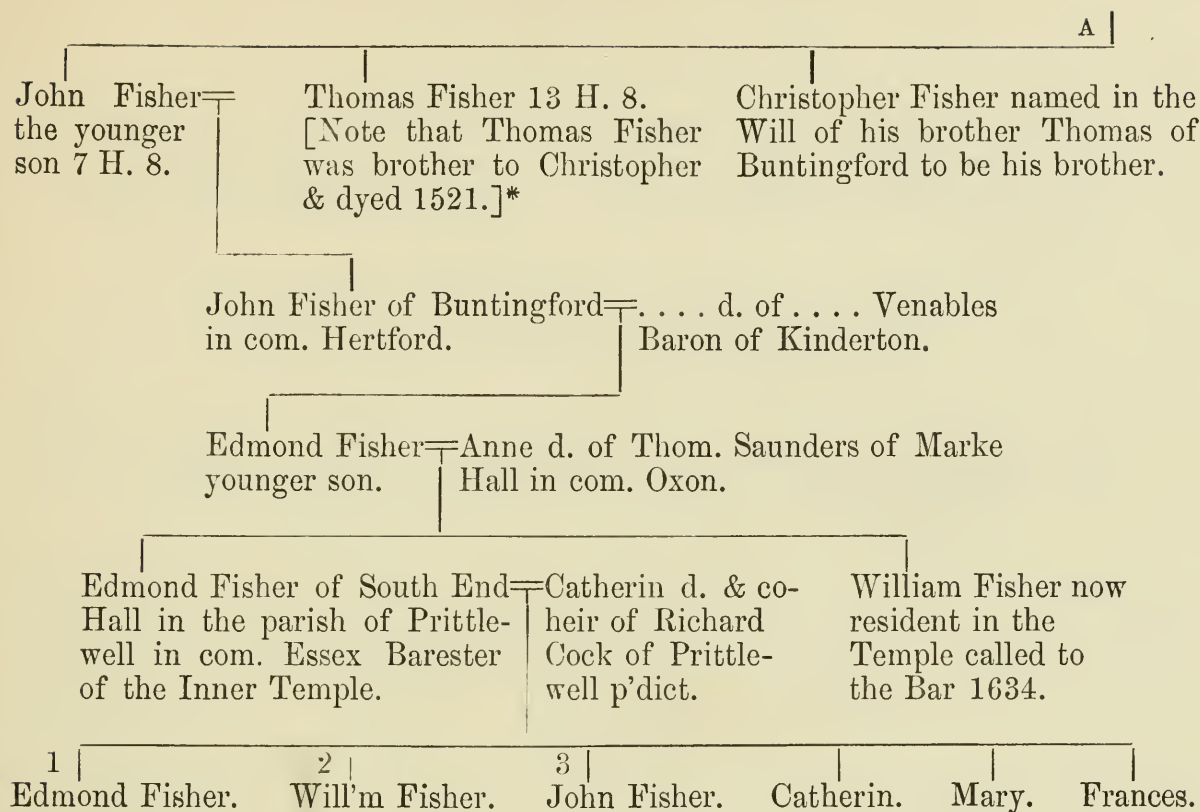 A
John Fisher
the younger
son 7 H. 8.
Thomas Fisher 13 H. 8.
[Note that Thomas Fisher
was brother to Christopher
& dyed 1521.]*
Christopher Fisher named in the
Will of his brother Thomas of
Buntingford to be his brother.
John Fisher of Buntingford
in com. Hertford.
. . . . d. of . . . . Venables
Baron of Kinderton.
Edmond Fisher
younger son.
Anne d. of Thom. Saunders of Marke
Hall in com. Oxon.
Edmond Fisher of South End
Hall in the parish of Prittle-
well in com. Essex Barester
of the Inner Temple.
Catherin d. & co-
heir of Richard
Cock of Prittle-
well p'dict.
William Fisher now
resident in the
Temple called to
the Bar 1634.
1
Edmond Fisher.
2
Will'm Fisher.
3
John Fisher.
Catherin.
Mary.
Frances.